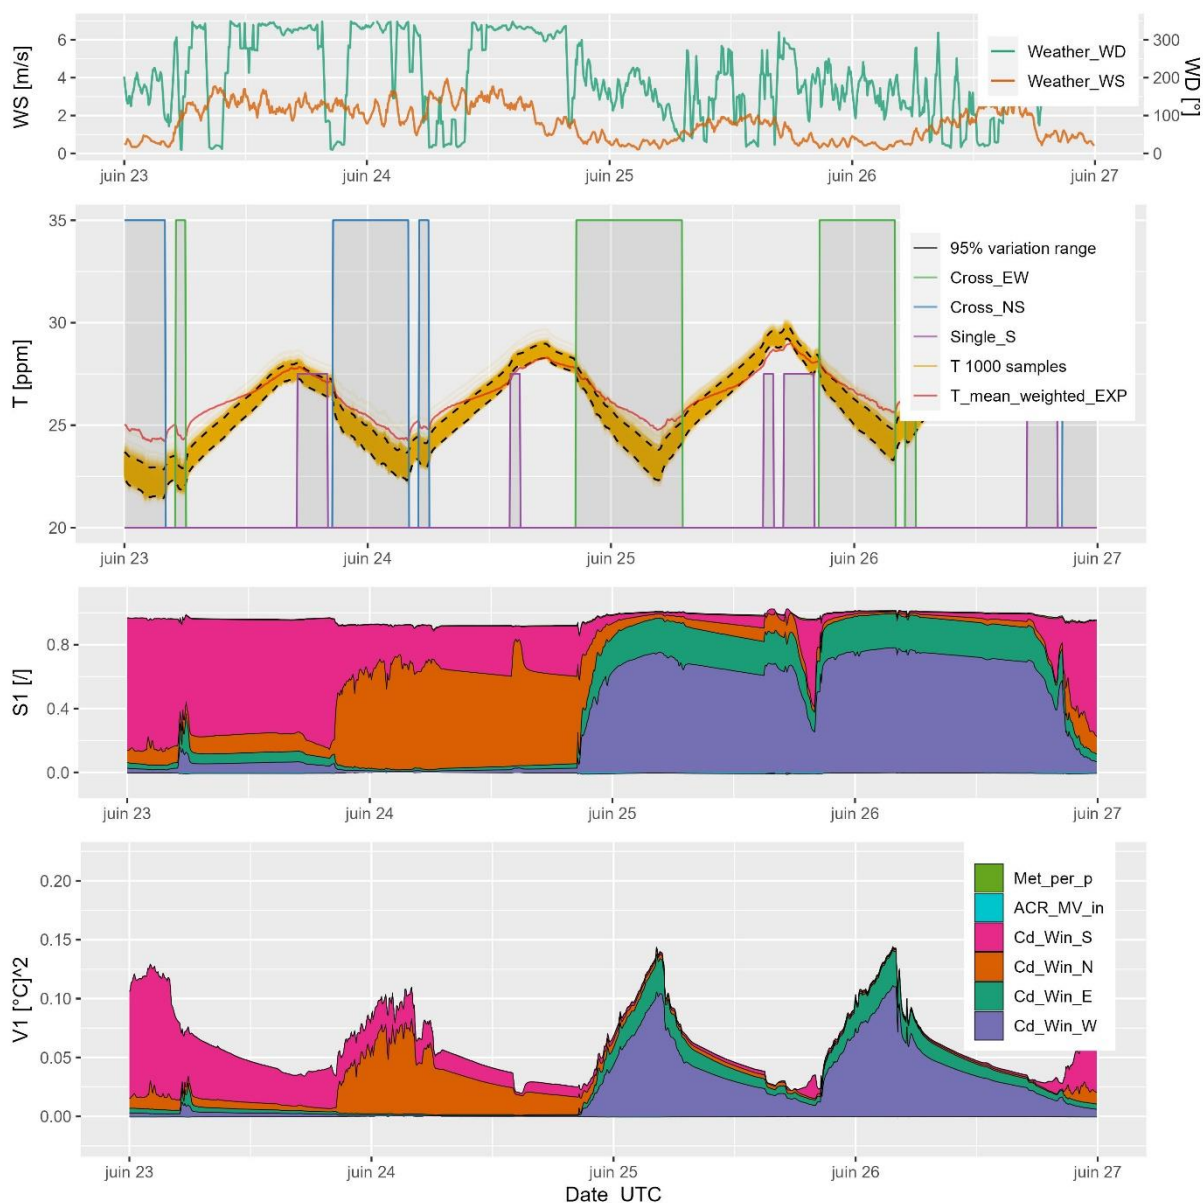 WS [m/s]
6
4
2
0
300
200
100
0
WD [°]
Weather_WD
Weather_WS
juin 23
juin 24
juin 25
juin 26
juin 27
T [ppm]
35
30
25
20
95% variation range
Cross_EW
Cross_NS
Single_S
T 1000 samples
T_mean_weighted_EXP
juin 23
juin 24
juin 25
juin 26
juin 27
S1 [/]
0.8
0.4
0.0
juin 23
juin 24
juin 25
juin 26
juin 27
V1 [°C]^2
0.20
0.15
0.10
0.05
0.00
Met_per_p
ACR_MV_in
Cd_Win_S
Cd_Win_N
Cd_Win_E
Cd_Win_W
juin 23
juin 24
juin 25
juin 26
juin 27
Date_UTC